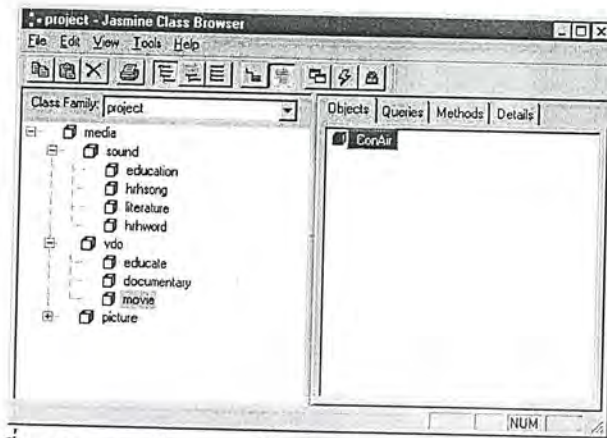 project - Jasmine Class Browser
File Edit View Tools Help
Class Family: project
Objects Queries Methods Details
media
sound
education
hrhsong
literature
hrhword
vdo
educate
documentary
movie
picture
ConAir
NUM